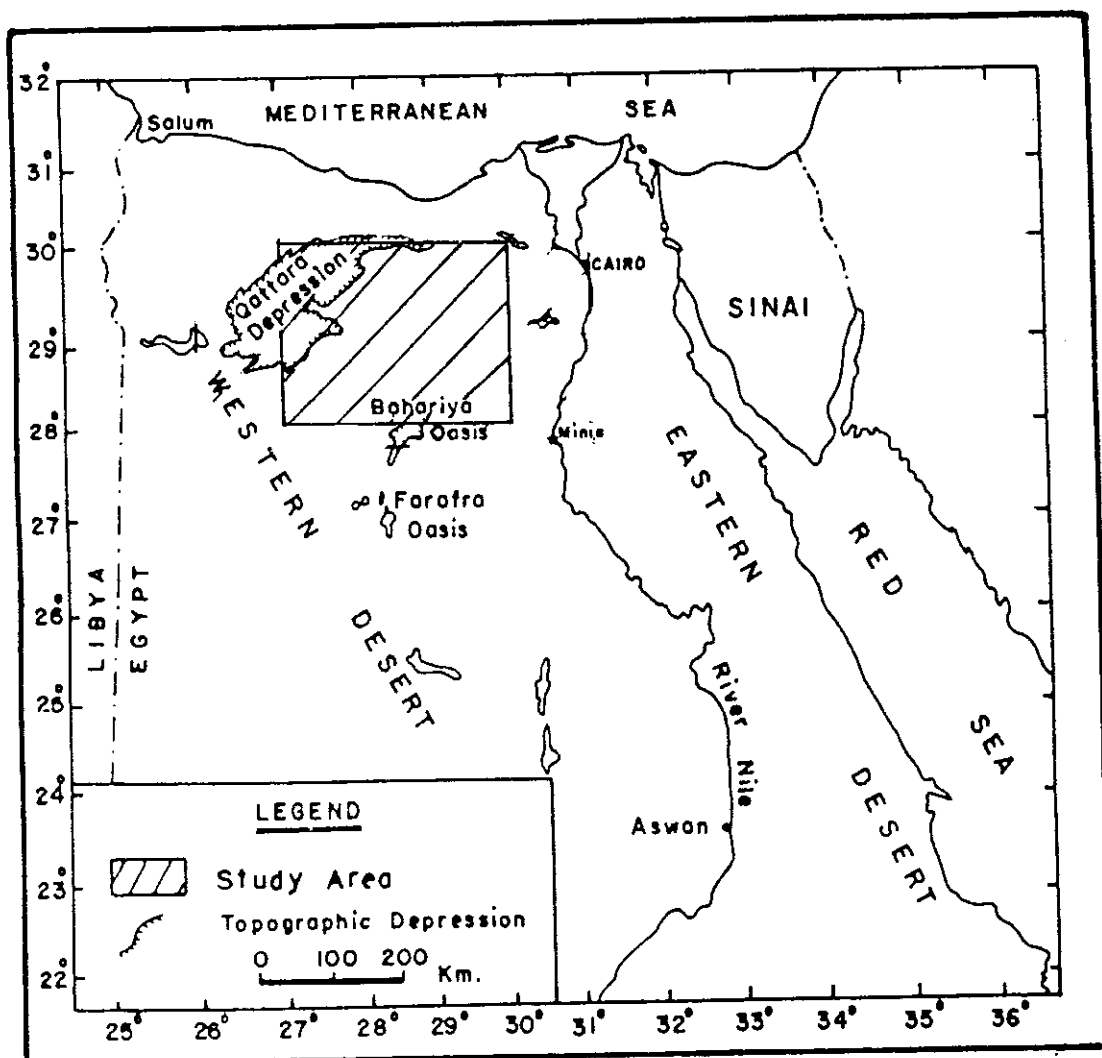 32°
MEDITERRANEAN SEA
Salum
31°
30°
CAIRO
Qattara
Depression
SINAI
29°
WESTERN
DESERT
Bahariya
Oasis
28°
Minia
EASTERN
DESERT
Farafra
Oasis
27°
RED
SEA
26°
LIBYA
EGYPT
25°
River Nile
24°
LEGEND
Aswan
Study Area
23°
Topographic Depression
0 100 200
Km.
22°
25° 26° 27° 28° 29° 30° 31° 32° 33° 34° 35° 36°